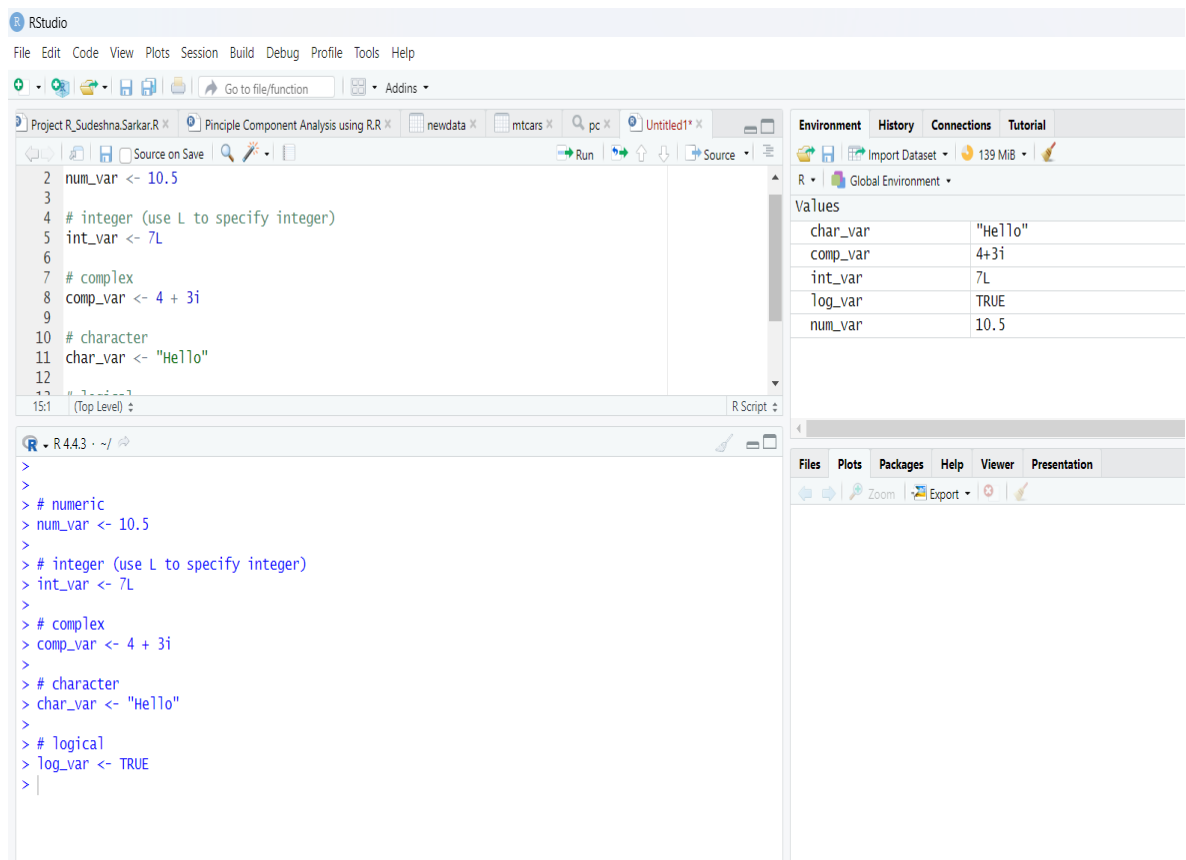 RStudio
File Edit Code View Plots Session Build Debug Profile Tools Help
Go to file/function Addins
Project R_Sudeshna.Sarkar.R Pinciple Component Analysis using R.R newdata mtcars pc Untitled1*
Source on Save Run Source
2 num_var <- 10.5
3
4 # integer (use L to specify integer)
5 int_var <- 7L
6
7 # complex
8 comp_var <- 4 + 3i
9
10 # character
11 char_var <- "Hello"
12
13 # logical
15:1 (Top Level) R Script
R R 4.4.3 · ~/
>
>
> # numeric
> num_var <- 10.5
>
> # integer (use L to specify integer)
> int_var <- 7L
>
> # complex
> comp_var <- 4 + 3i
>
> # character
> char_var <- "Hello"
>
> # logical
> log_var <- TRUE
>
Environment History Connections Tutorial
Import Dataset 139 MiB
R Global Environment
Values
char_var "Hello"
comp_var 4+3i
int_var 7L
log_var TRUE
num_var 10.5
Files Plots Packages Help Viewer Presentation
Zoom Export